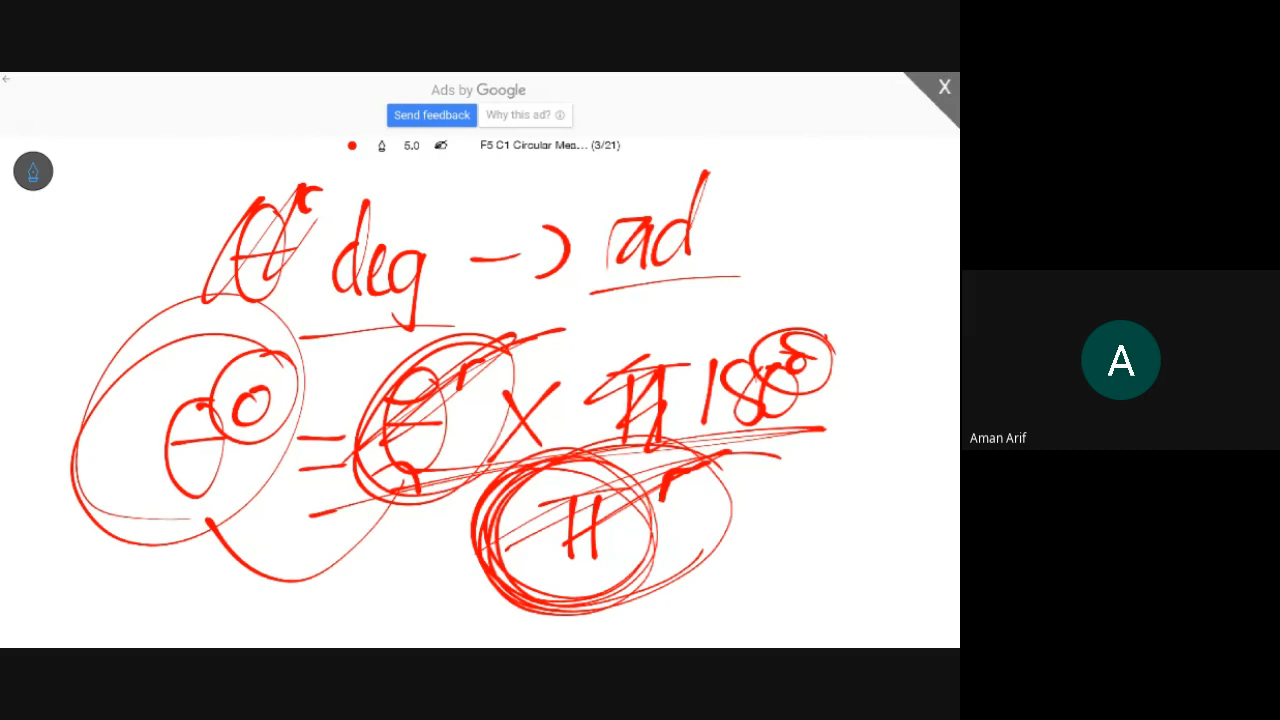 Ads by Google
Send feedback
Why this ad?
X
5.0
F5 C1 Circular Mea... (3/21)
θʳ deg → rad
θ° = θʳ × 180°
πʳ
A
Aman Arif